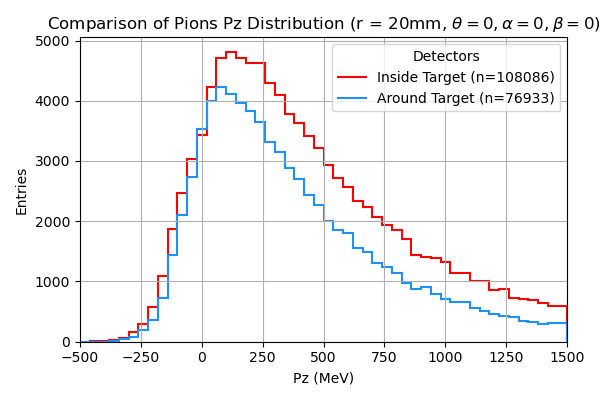 Comparison of Pions Pz Distribution (r = 20mm, θ = 0, α = 0, β = 0)
5000
4000
3000
2000
1000
0
Entries
Detectors
Inside Target (n=108086)
Around Target (n=76933)
−500
−250
0
250
500
750
1000
1250
1500
Pz (MeV)